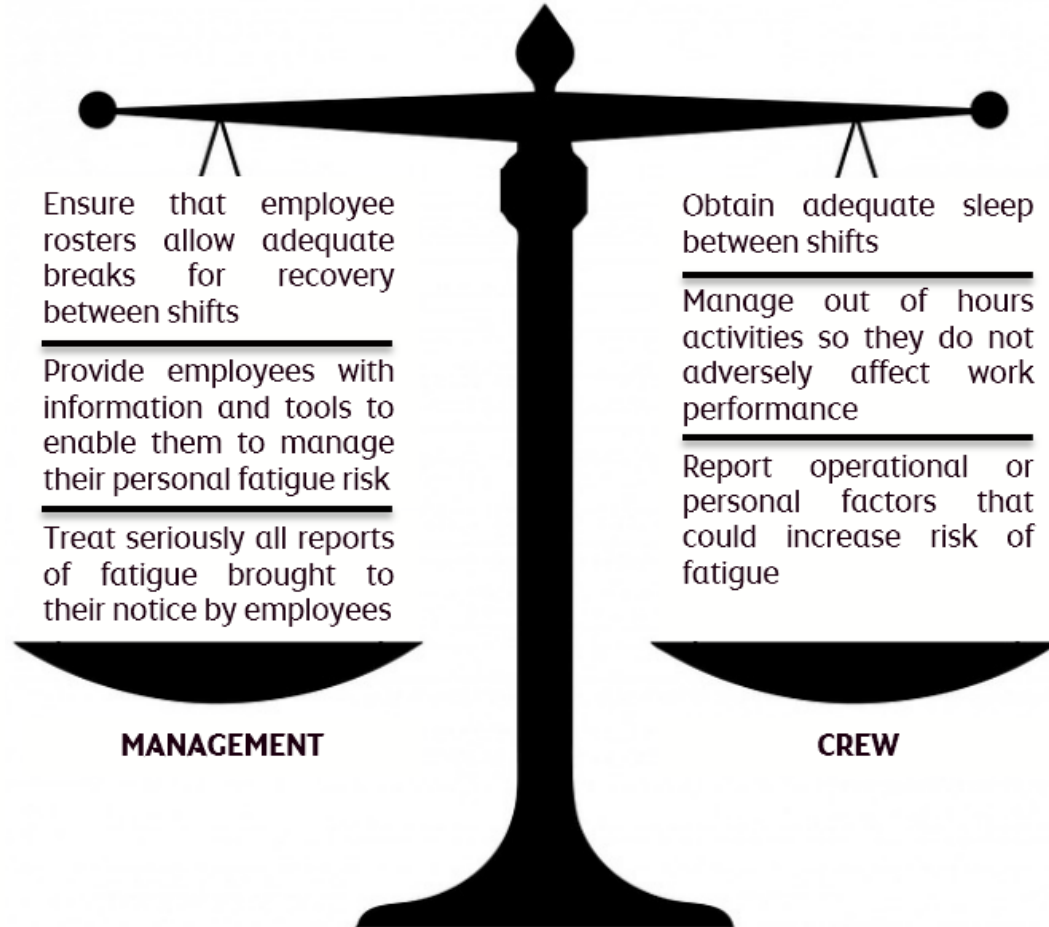 Ensure that employee
rosters allow adequate
breaks for recovery
between shifts
Provide employees with
information and tools to
enable them to manage
their personal fatigue risk
Treat seriously all reports
of fatigue brought to
their notice by employees
MANAGEMENT
Obtain adequate sleep
between shifts
Manage out of hours
activities so they do not
adversely affect work
performance
Report operational or
personal factors that
could increase risk of
fatigue
CREW